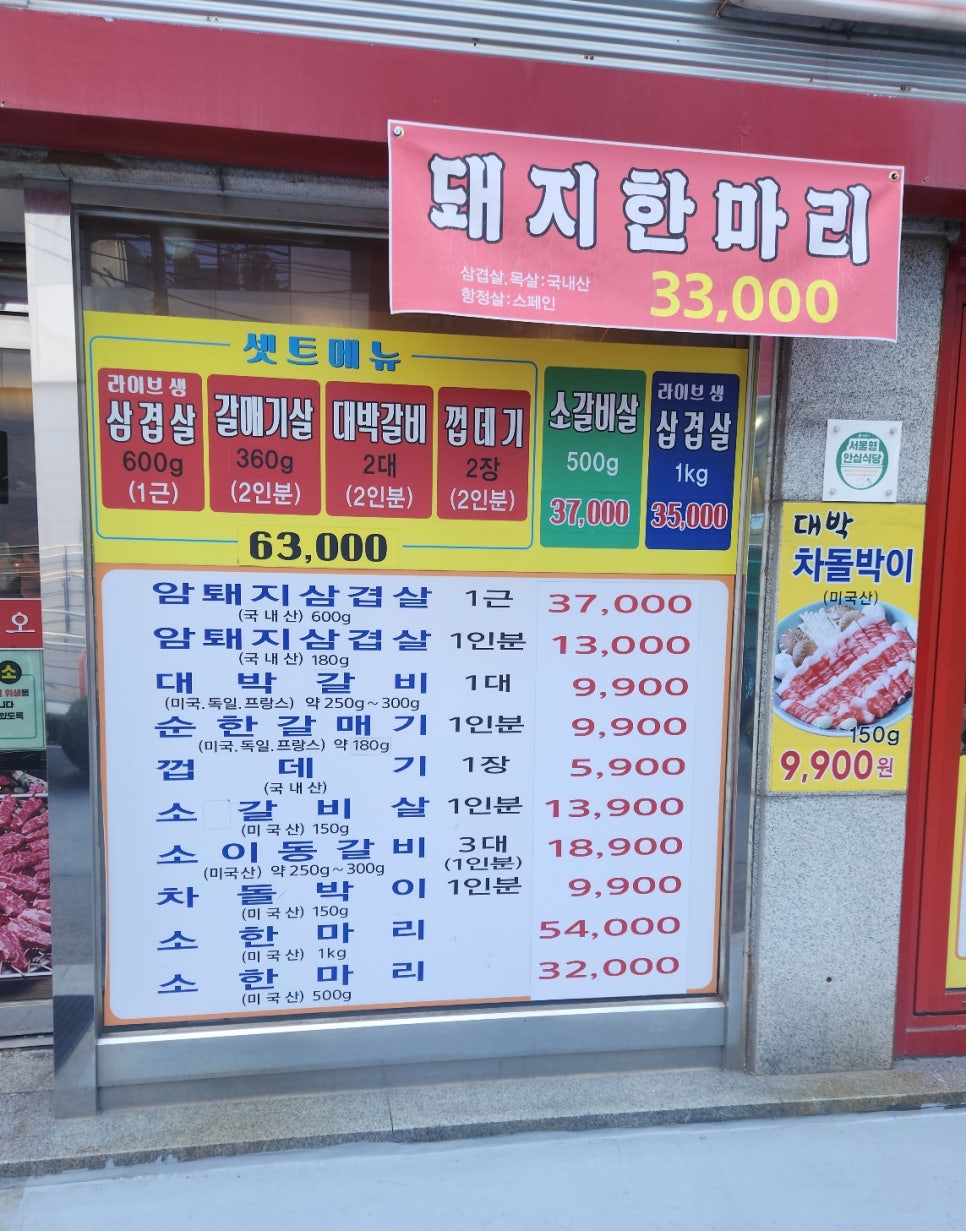 돼지한마리
삼겹살,목살:국내산
항정살:스페인
33,000
셋트메뉴
라이브 생
삼겹살
600g
(1근)
갈매기살
360g
(2인분)
대박갈비
2대
(2인분)
껍데기
2장
(2인분)
63,000
소갈비살
500g
37,000
라이브 생
삽겹살
1kg
35,000
암퇘지삼겹살 1근 37,000
(국내산) 600g
암퇘지삼겹살 1인분 13,000
(국내산) 180g
대박갈비 1대 9,900
(미국.독일.프랑스) 약 250g~300g
순한갈매기 1인분 9,900
(미국.독일.프랑스) 약 180g
껍데기 1장 5,900
(국내산)
소갈비살 1인분 13,900
(미국산) 150g
소이동갈비 3대 18,900
(미국산) 약 250g~300g (1인분)
차돌박이 1인분 9,900
(미국산) 150g
소한마리 54,000
(미국산) 1kg
소한마리 32,000
(미국산) 500g
서울형
안심식당
대박
차돌박이
(미국산)
150g
9,900원
오
소
위생을
니다
있도록